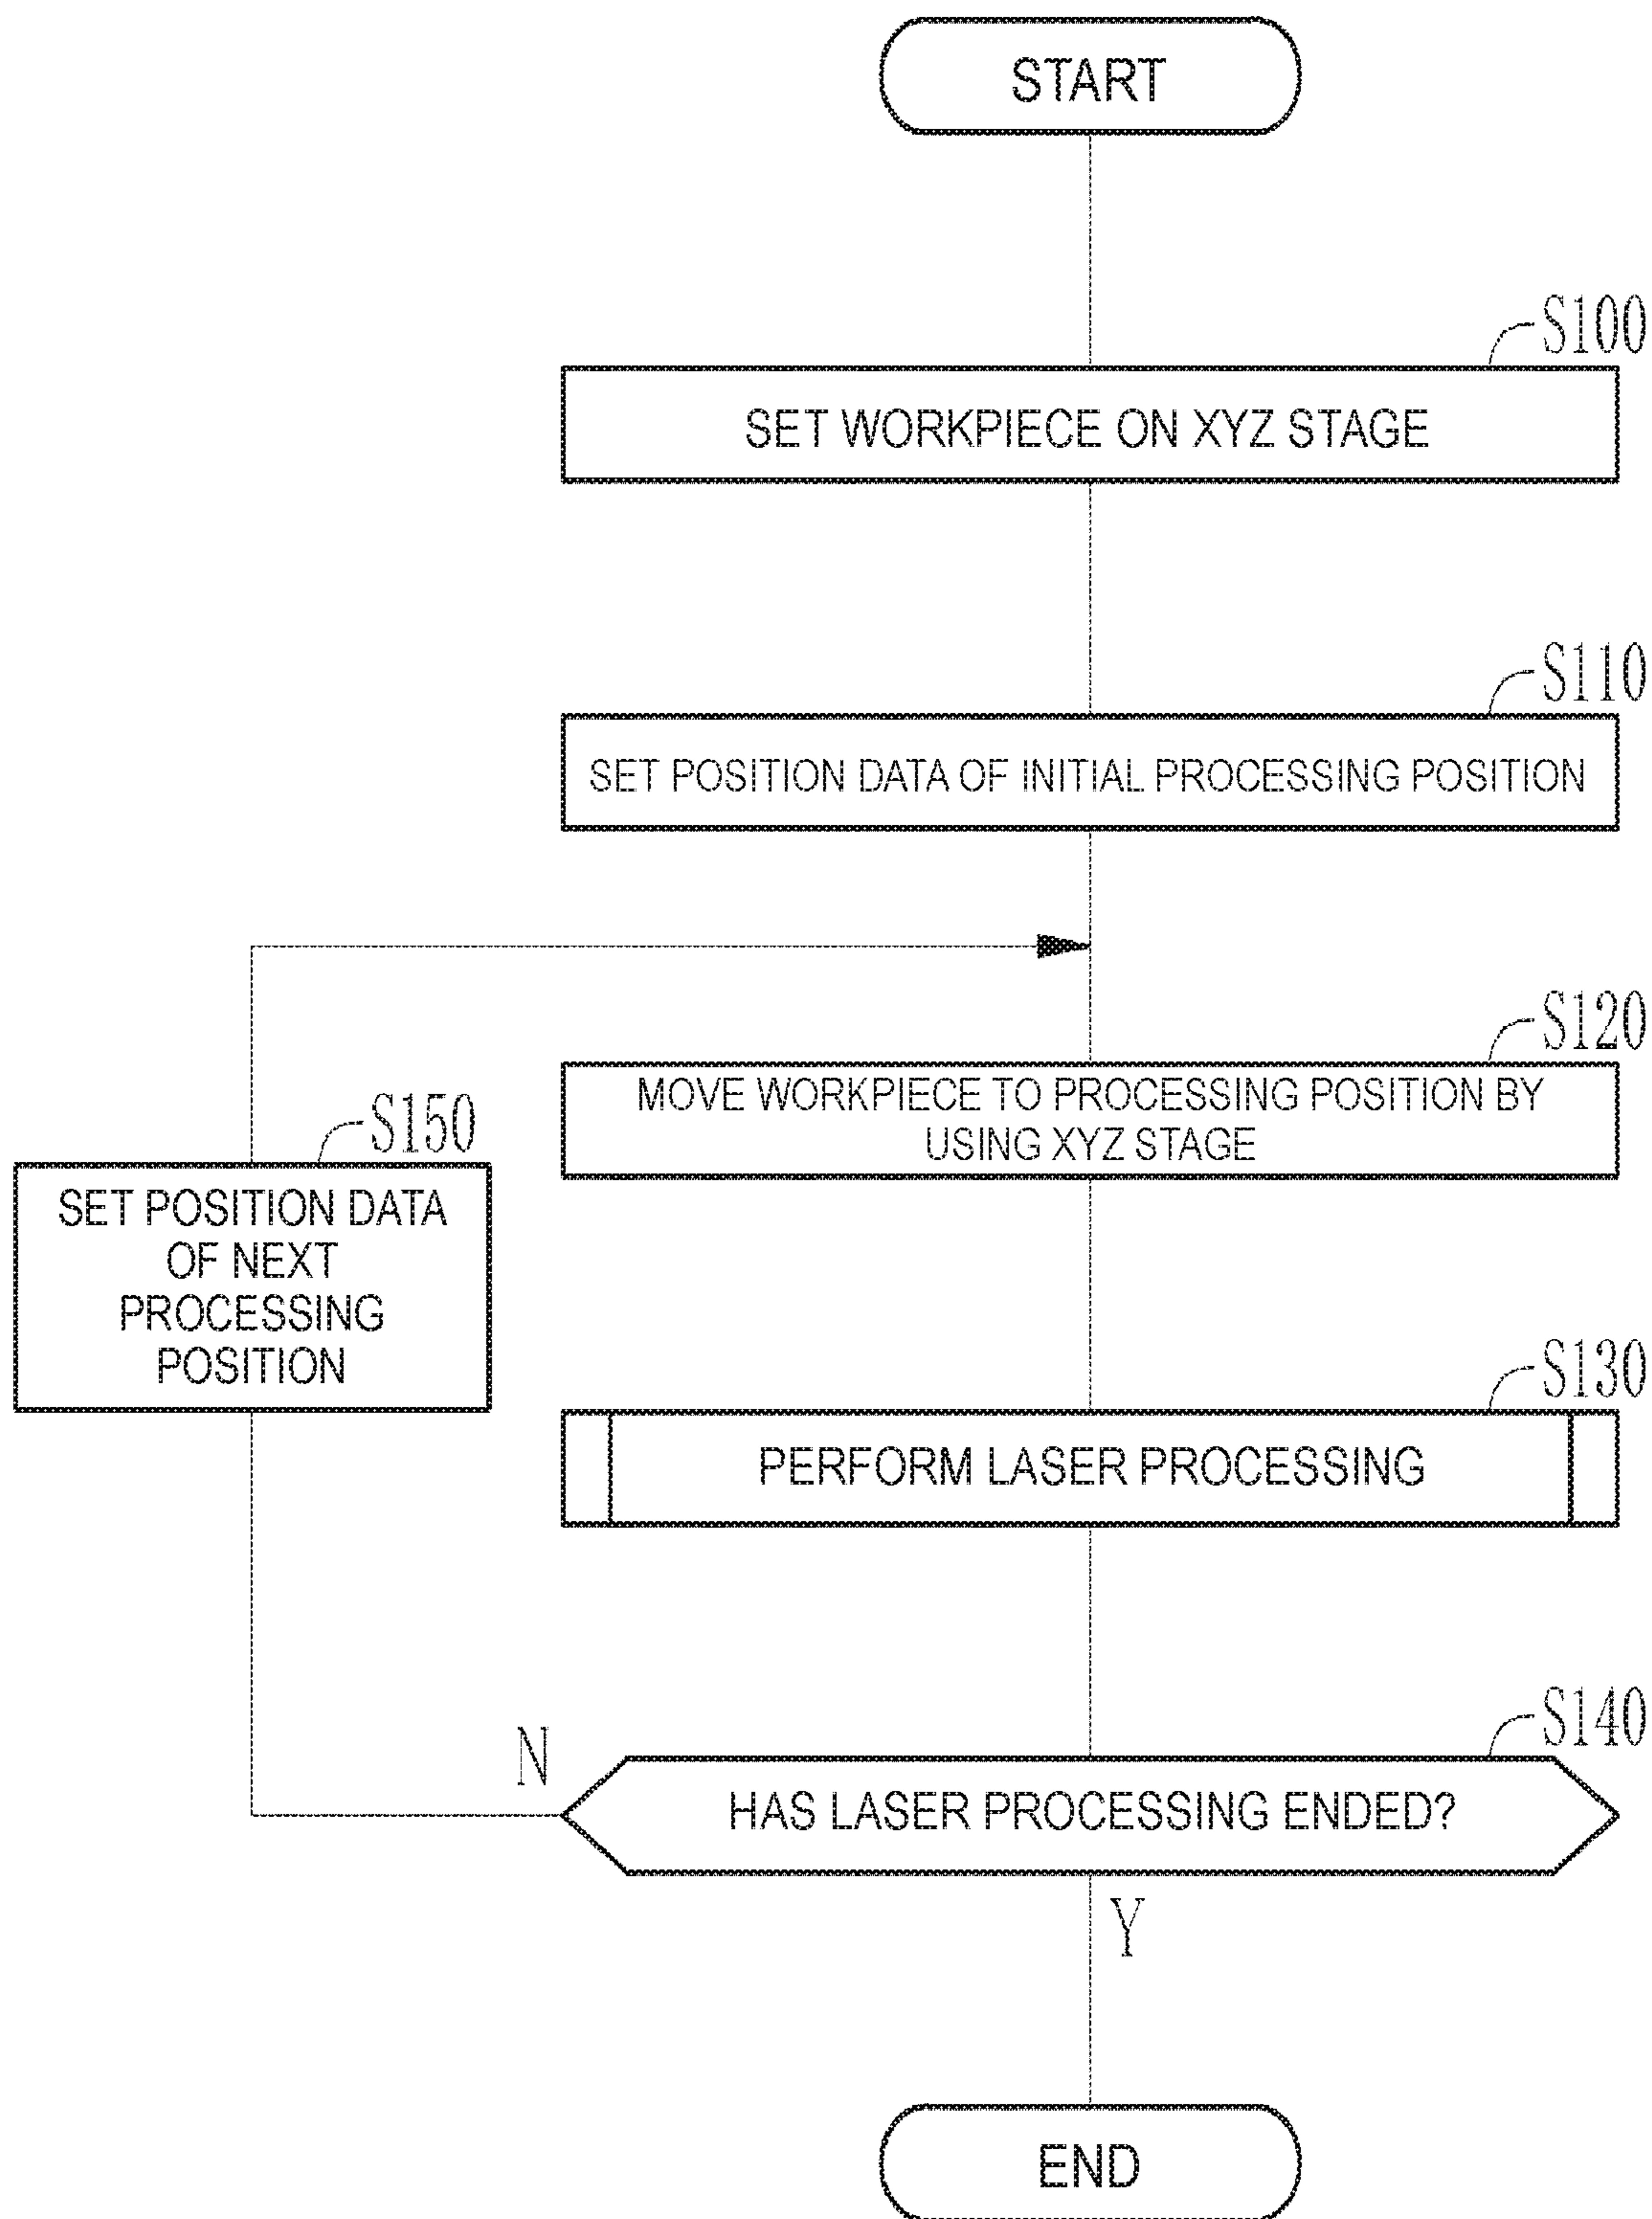 START
S100
SET WORKPIECE ON XYZ STAGE
S110
SET POSITION DATA OF INITIAL PROCESSING POSITION
S120
MOVE WORKPIECE TO PROCESSING POSITION BY
USING XYZ STAGE
S150
SET POSITION DATA
OF NEXT
PROCESSING
POSITION
S130
PERFORM LASER PROCESSING
S140
N
HAS LASER PROCESSING ENDED?
Y
END